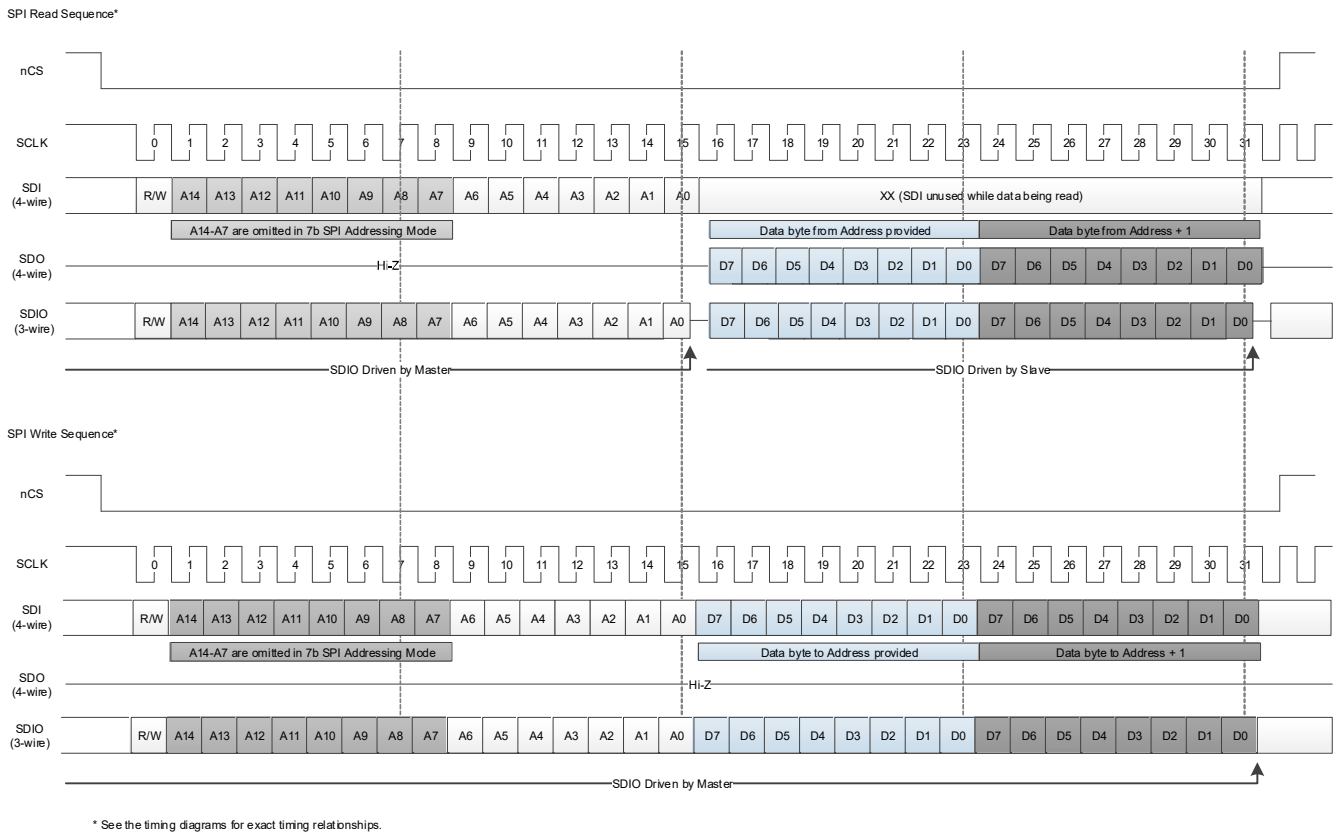 SPI Read Sequence*
nCS
SCLK 0 1 2 3 4 5 6 7 8 9 10 11 12 13 14 15 16 17 18 19 20 21 22 23 24 25 26 27 28 29 30 31
SDI
(4-wire)
R/W A14 A13 A12 A11 A10 A9 A8 A7 A6 A5 A4 A3 A2 A1 A0 XX (SDI unused while data being read)
A14-A7 are omitted in 7b SPI Addressing Mode Data byte from Address provided Data byte from Address + 1
SDO
(4-wire)
Hi-Z D7 D6 D5 D4 D3 D2 D1 D0 D7 D6 D5 D4 D3 D2 D1 D0
SDIO
(3-wire)
R/W A14 A13 A12 A11 A10 A9 A8 A7 A6 A5 A4 A3 A2 A1 A0 D7 D6 D5 D4 D3 D2 D1 D0 D7 D6 D5 D4 D3 D2 D1 D0
SDIO Driven by Master SDIO Driven by Slave
SPI Write Sequence*
nCS
SCLK 0 1 2 3 4 5 6 7 8 9 10 11 12 13 14 15 16 17 18 19 20 21 22 23 24 25 26 27 28 29 30 31
SDI
(4-wire)
R/W A14 A13 A12 A11 A10 A9 A8 A7 A6 A5 A4 A3 A2 A1 A0 D7 D6 D5 D4 D3 D2 D1 D0 D7 D6 D5 D4 D3 D2 D1 D0
A14-A7 are omitted in 7b SPI Addressing Mode Data byte to Address provided Data byte to Address + 1
SDO
(4-wire)
Hi-Z
SDIO
(3-wire)
R/W A14 A13 A12 A11 A10 A9 A8 A7 A6 A5 A4 A3 A2 A1 A0 D7 D6 D5 D4 D3 D2 D1 D0 D7 D6 D5 D4 D3 D2 D1 D0
SDIO Driven by Master
* See the timing diagrams for exact timing relationships.